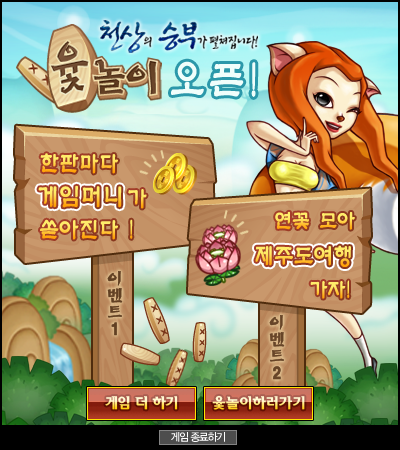 천상의 승부가 펼쳐집니다!
윷놀이 오픈!
한판마다
게임머니가
쏟아진다!
이벤트1
연꽃 모아
제주도여행
가자!
이벤트2
게임 더 하기
윷놀이하러가기
게임 종료하기